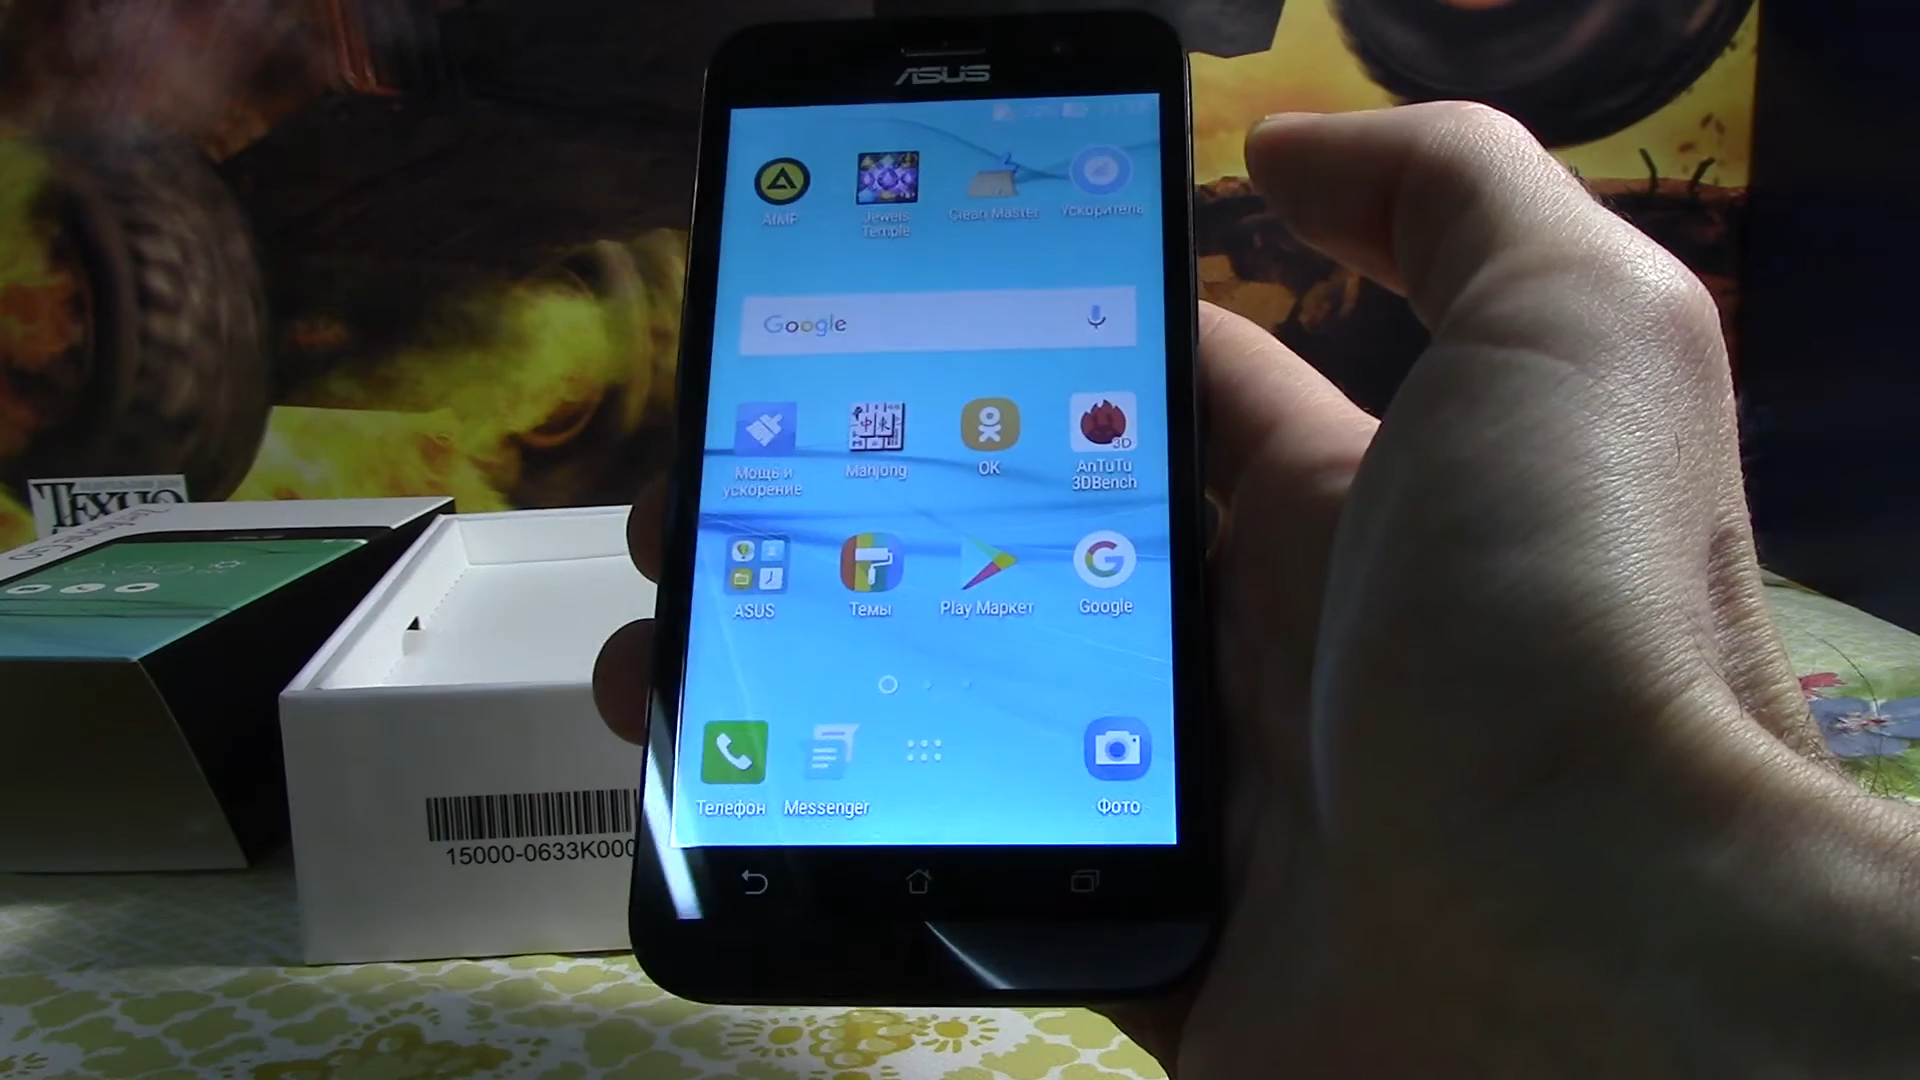 ASUS
AIMP
Jewels
Temple
Clean Master
Ускоритель
Google
Мощь и
ускорение
Mahjong
OK
3D
AnTuTu
3DBench
ASUS
Темы
Play Маркет
Google
Телефон
Messenger
Фото
ТЕХНО
15000-0633K000